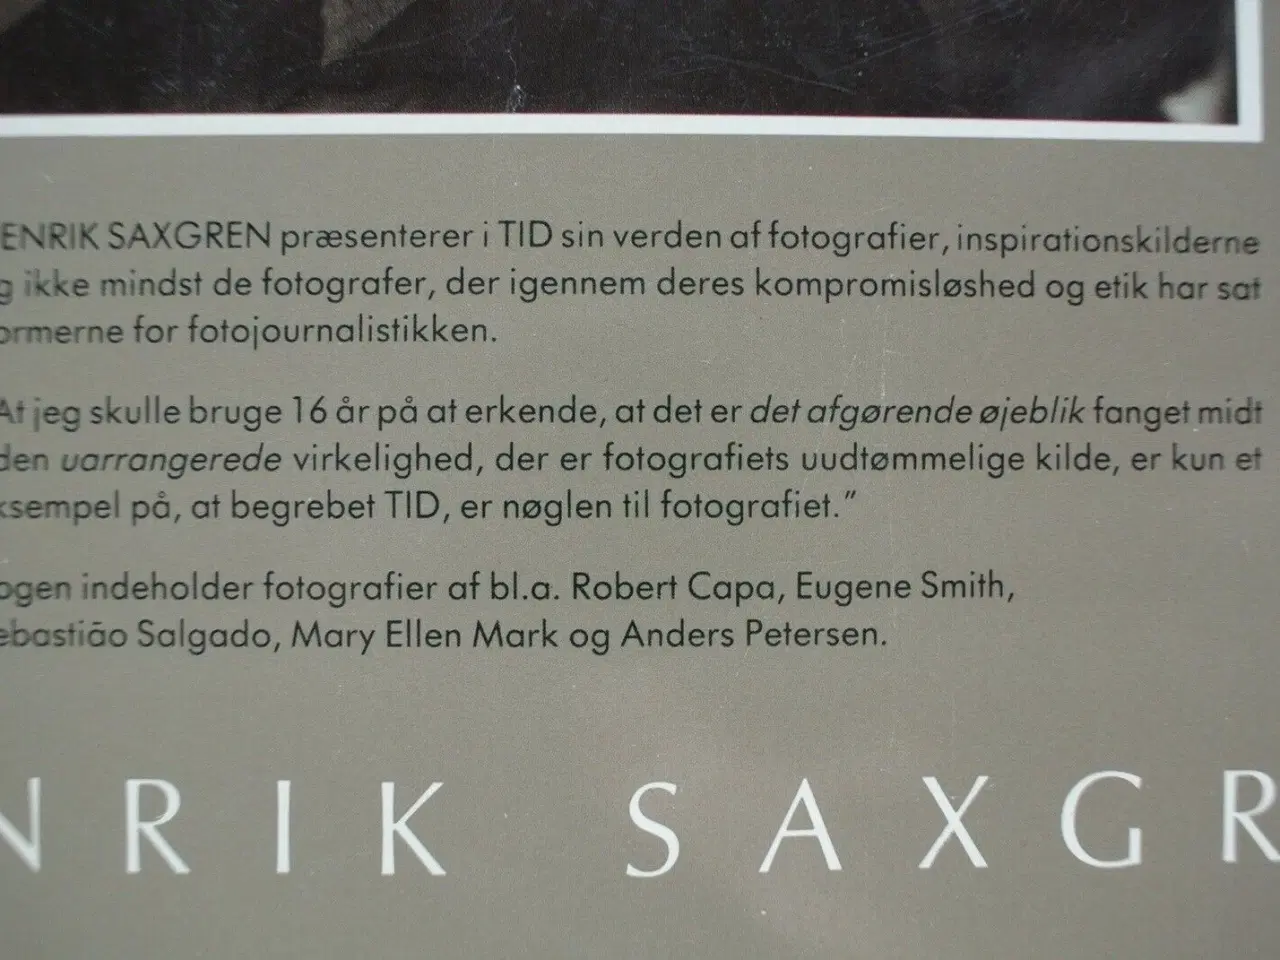 ENRIK SAXGREN præsenterer i TID sin verden af fotografier, inspirationskilderne
g ikke mindst de fotografer, der igennem deres kompromisløshed og etik har sat
ormerne for fotojournalistikken.
At jeg skulle bruge 16 år på at erkende, at det er det afgørende øjeblik fanget midt
den uarrangerede virkelighed, der er fotografiets uudtømmelige kilde, er kun et
ksempel på, at begrebet TID, er nøglen til fotografiet.”
ogen indeholder fotografier af bl.a. Robert Capa, Eugene Smith,
ebastião Salgado, Mary Ellen Mark og Anders Petersen.
NRIK SAXGR